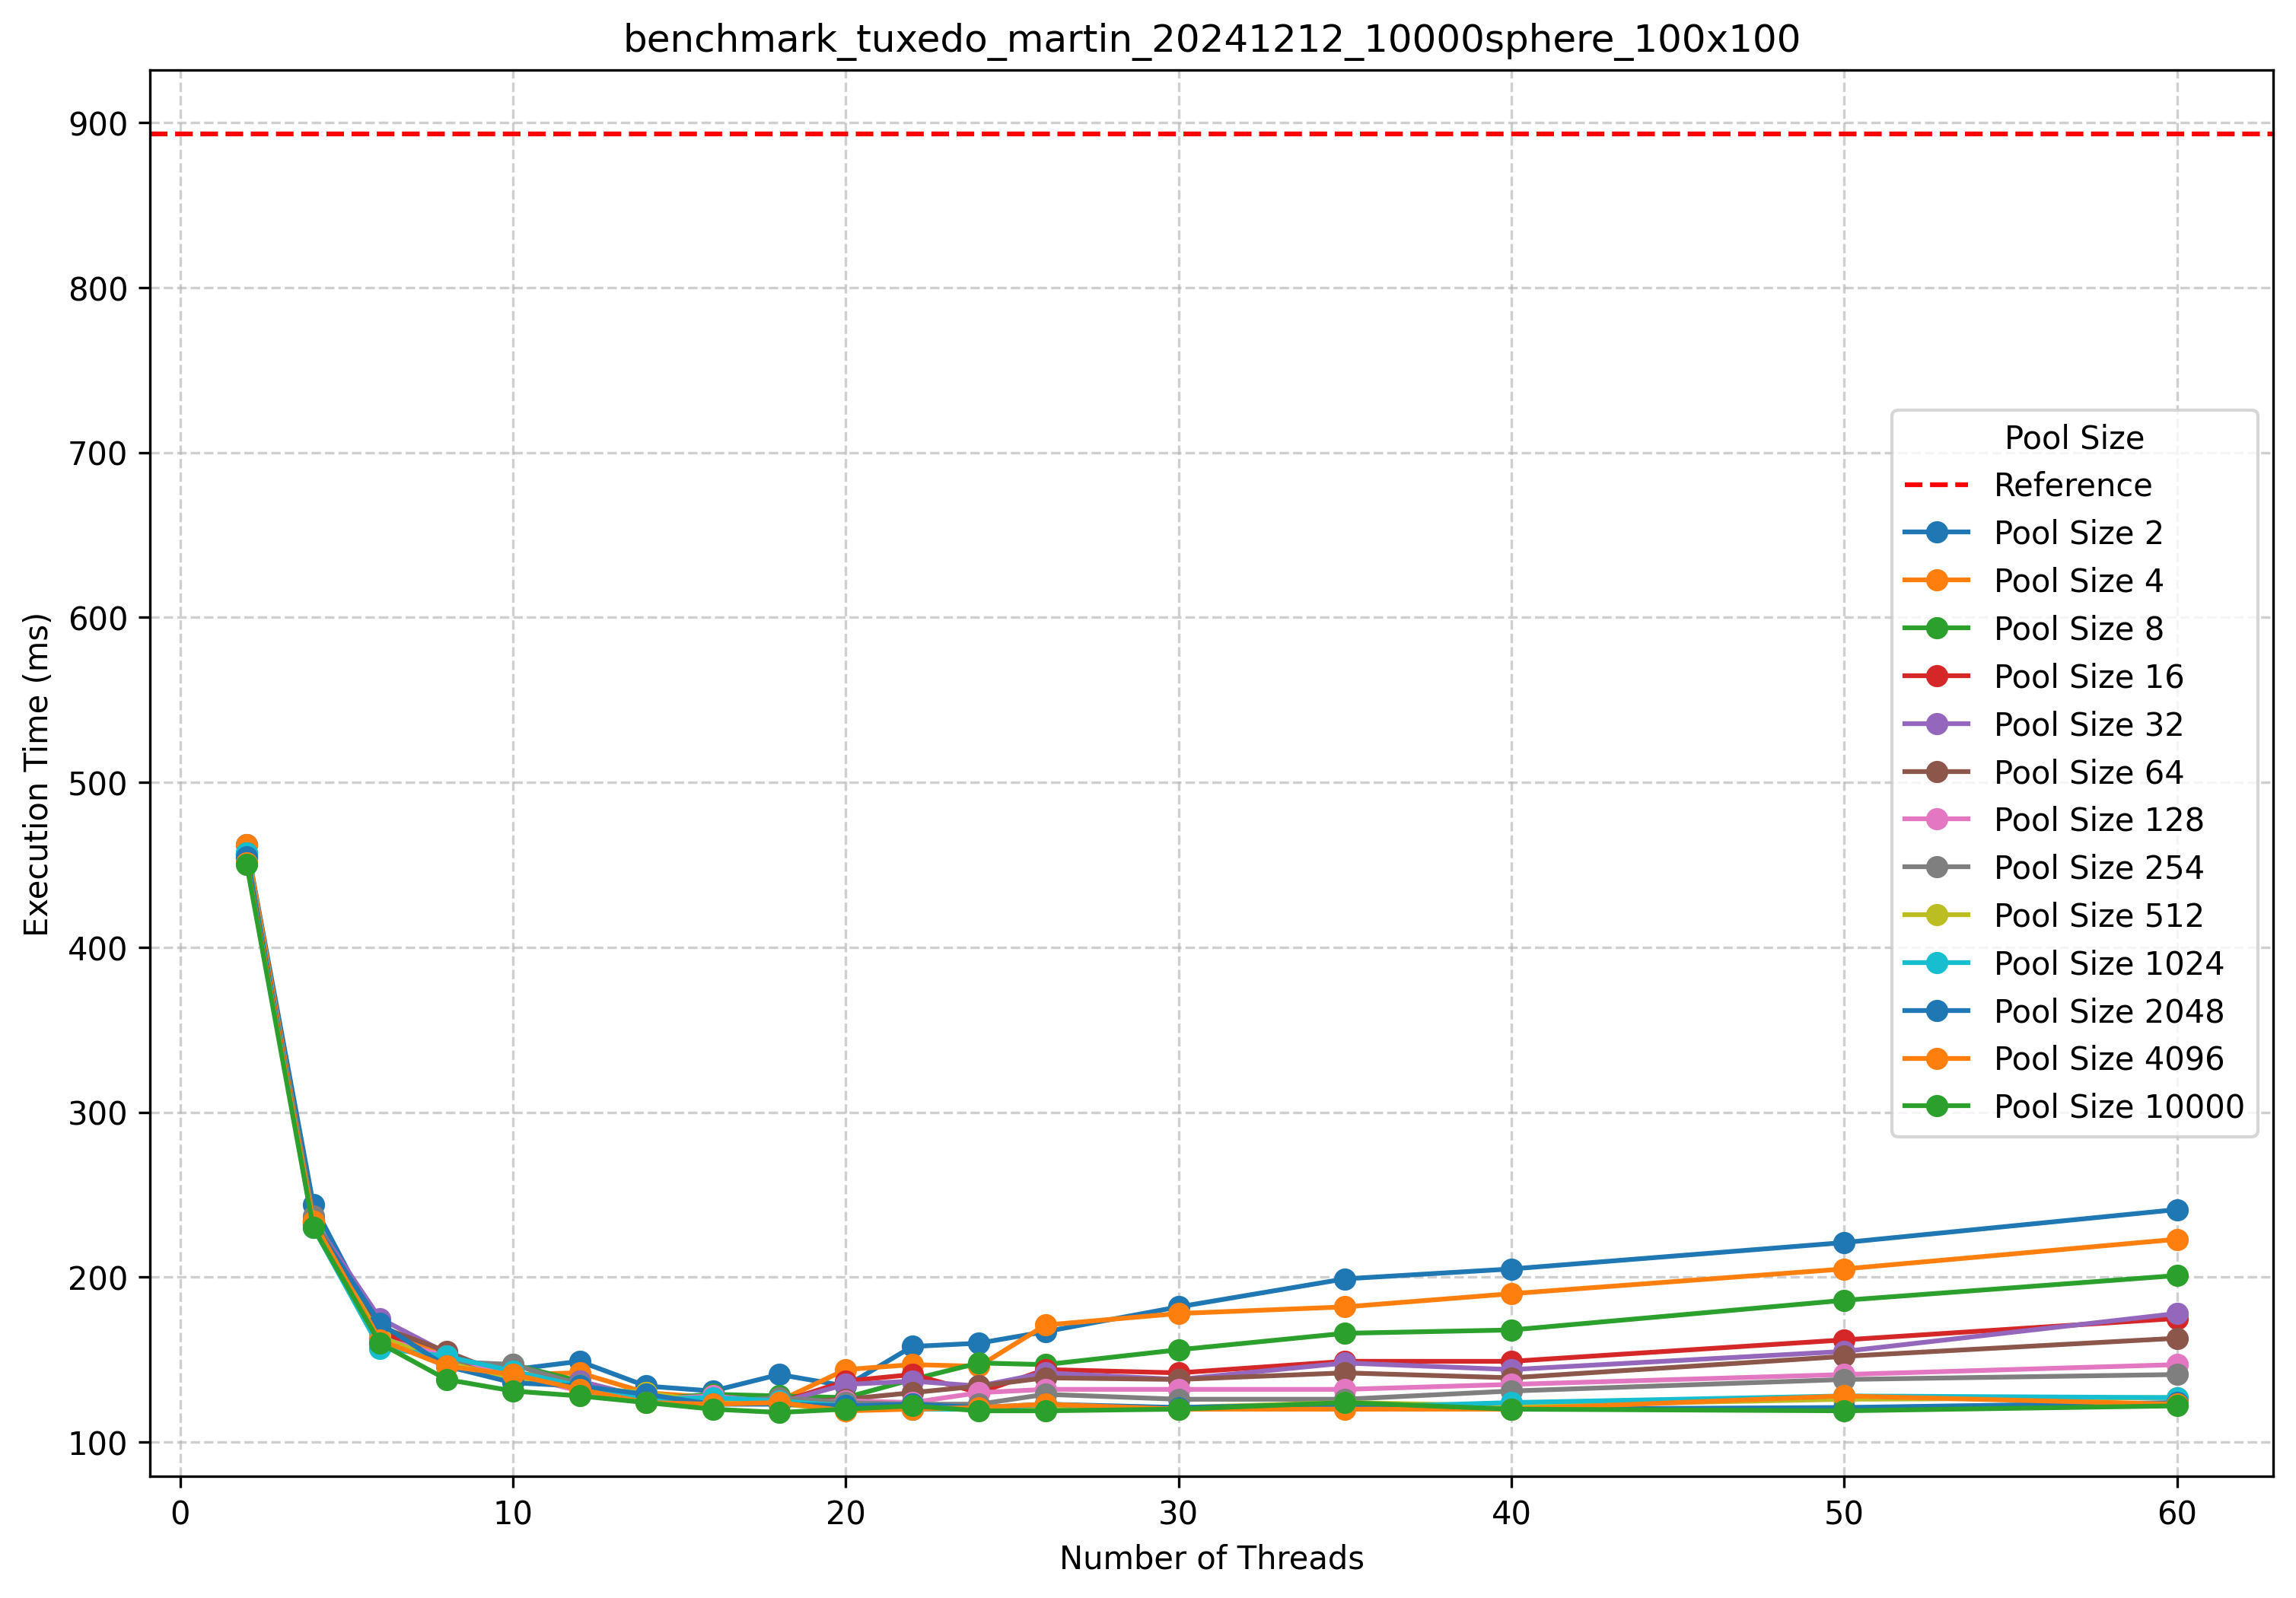 benchmark_tuxedo_martin_20241212_10000sphere_100x100
900
800
700
600
500
400
300
200
100
Execution Time (ms)
Pool Size
Reference
Pool Size 2
Pool Size 4
Pool Size 8
Pool Size 16
Pool Size 32
Pool Size 64
Pool Size 128
Pool Size 254
Pool Size 512
Pool Size 1024
Pool Size 2048
Pool Size 4096
Pool Size 10000
0 10 20 30 40 50 60
Number of Threads